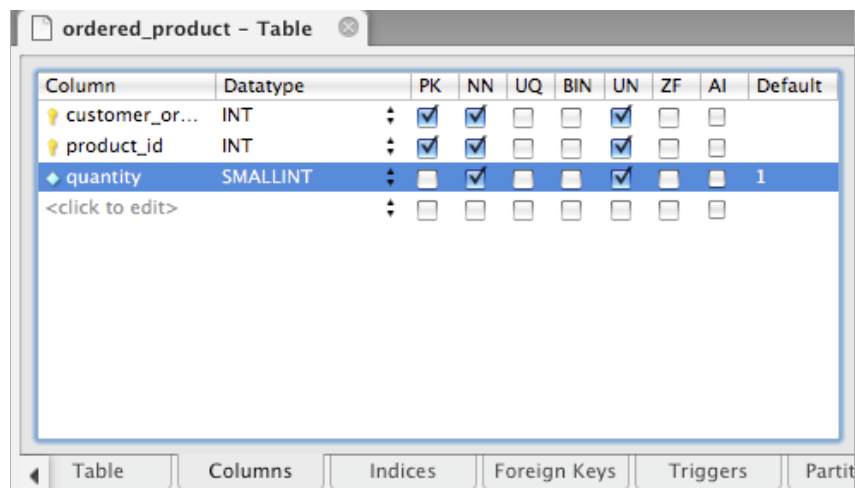 ordered_product – Table
Column Datatype PK NN UQ BIN UN ZF AI Default
customer_or... INT
product_id INT
quantity SMALLINT 1
<click to edit>
Table Columns Indices Foreign Keys Triggers Partit